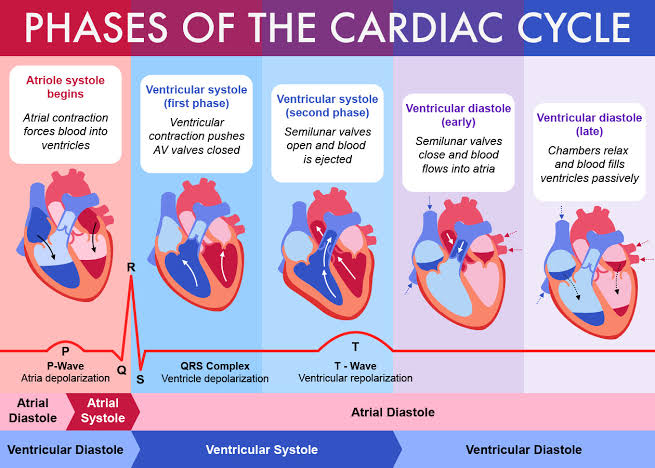 PHASES OF THE CARDIAC CYCLE
Atriole systole
begins
Atrial contraction
forces blood into
ventricles
Ventricular systole
(first phase)
Ventricular
contraction pushes
AV valves closed
Ventricular systole
(second phase)
Semilunar valves
open and blood
is ejected
Ventricular diastole
(early)
Semilunar valves
close and blood
flows into atria
Ventricular diastole
(late)
Chambers relax
and blood fills
ventricles passively
R
P
Q
S
T
P-Wave
Atria depolarization
QRS Complex
Ventricle depolarization
T - Wave
Ventricular repolarization
Atrial
Diastole
Atrial
Systole
Atrial Diastole
Ventricular Diastole
Ventricular Systole
Ventricular Diastole